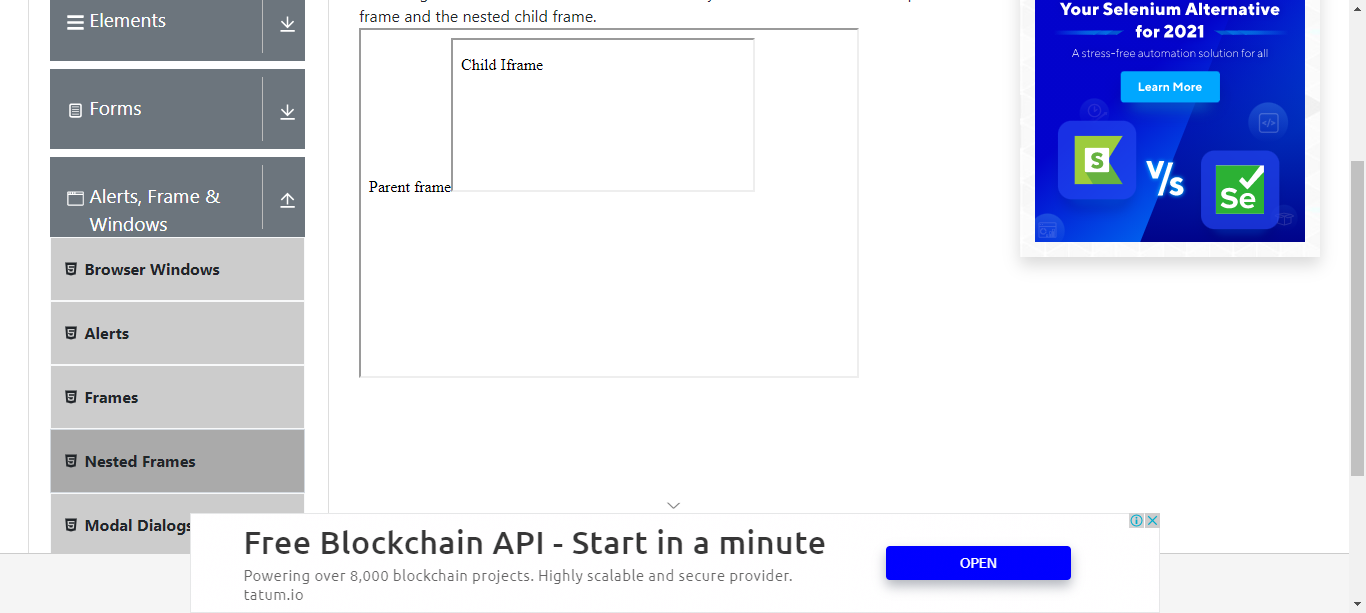 Elements
Forms
Alerts, Frame &
Windows
Browser Windows
Alerts
Frames
Nested Frames
Modal Dialogs
frame and the nested child frame.
Child Iframe
Parent frame
Your Selenium Alternative
for 2021
A stress-free automation solution for all
Learn More
S
V/s
Se
Free Blockchain API - Start in a minute
Powering over 8,000 blockchain projects. Highly scalable and secure provider.
tatum.io
OPEN